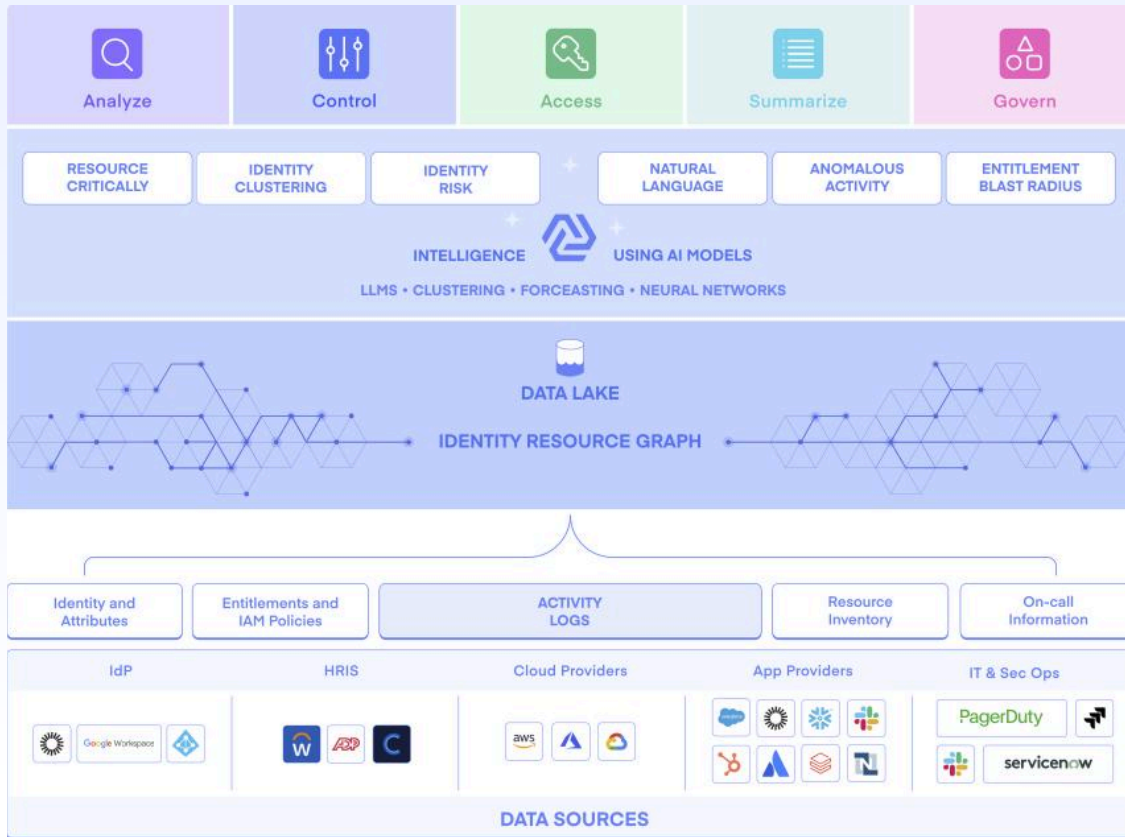 Analyze
Control
Access
Summarize
Govern
RESOURCE
CRITICALLY
IDENTITY
CLUSTERING
IDENTITY
RISK
NATURAL
LANGUAGE
ANOMALOUS
ACTIVITY
ENTITLEMENT
BLAST RADIUS
INTELLIGENCE
USING AI MODELS
LLMS • CLUSTERING • FORCEASTING • NEURAL NETWORKS
DATA LAKE
IDENTITY RESOURCE GRAPH
Identity and
Attributes
Entitlements and
IAM Policies
ACTIVITY
LOGS
Resource
Inventory
On-call
Information
IdP
HRIS
Cloud Providers
App Providers
IT & Sec Ops
Google Workspace
W
ADP
C
aws
salesforce
N
PagerDuty
servicenow
DATA SOURCES